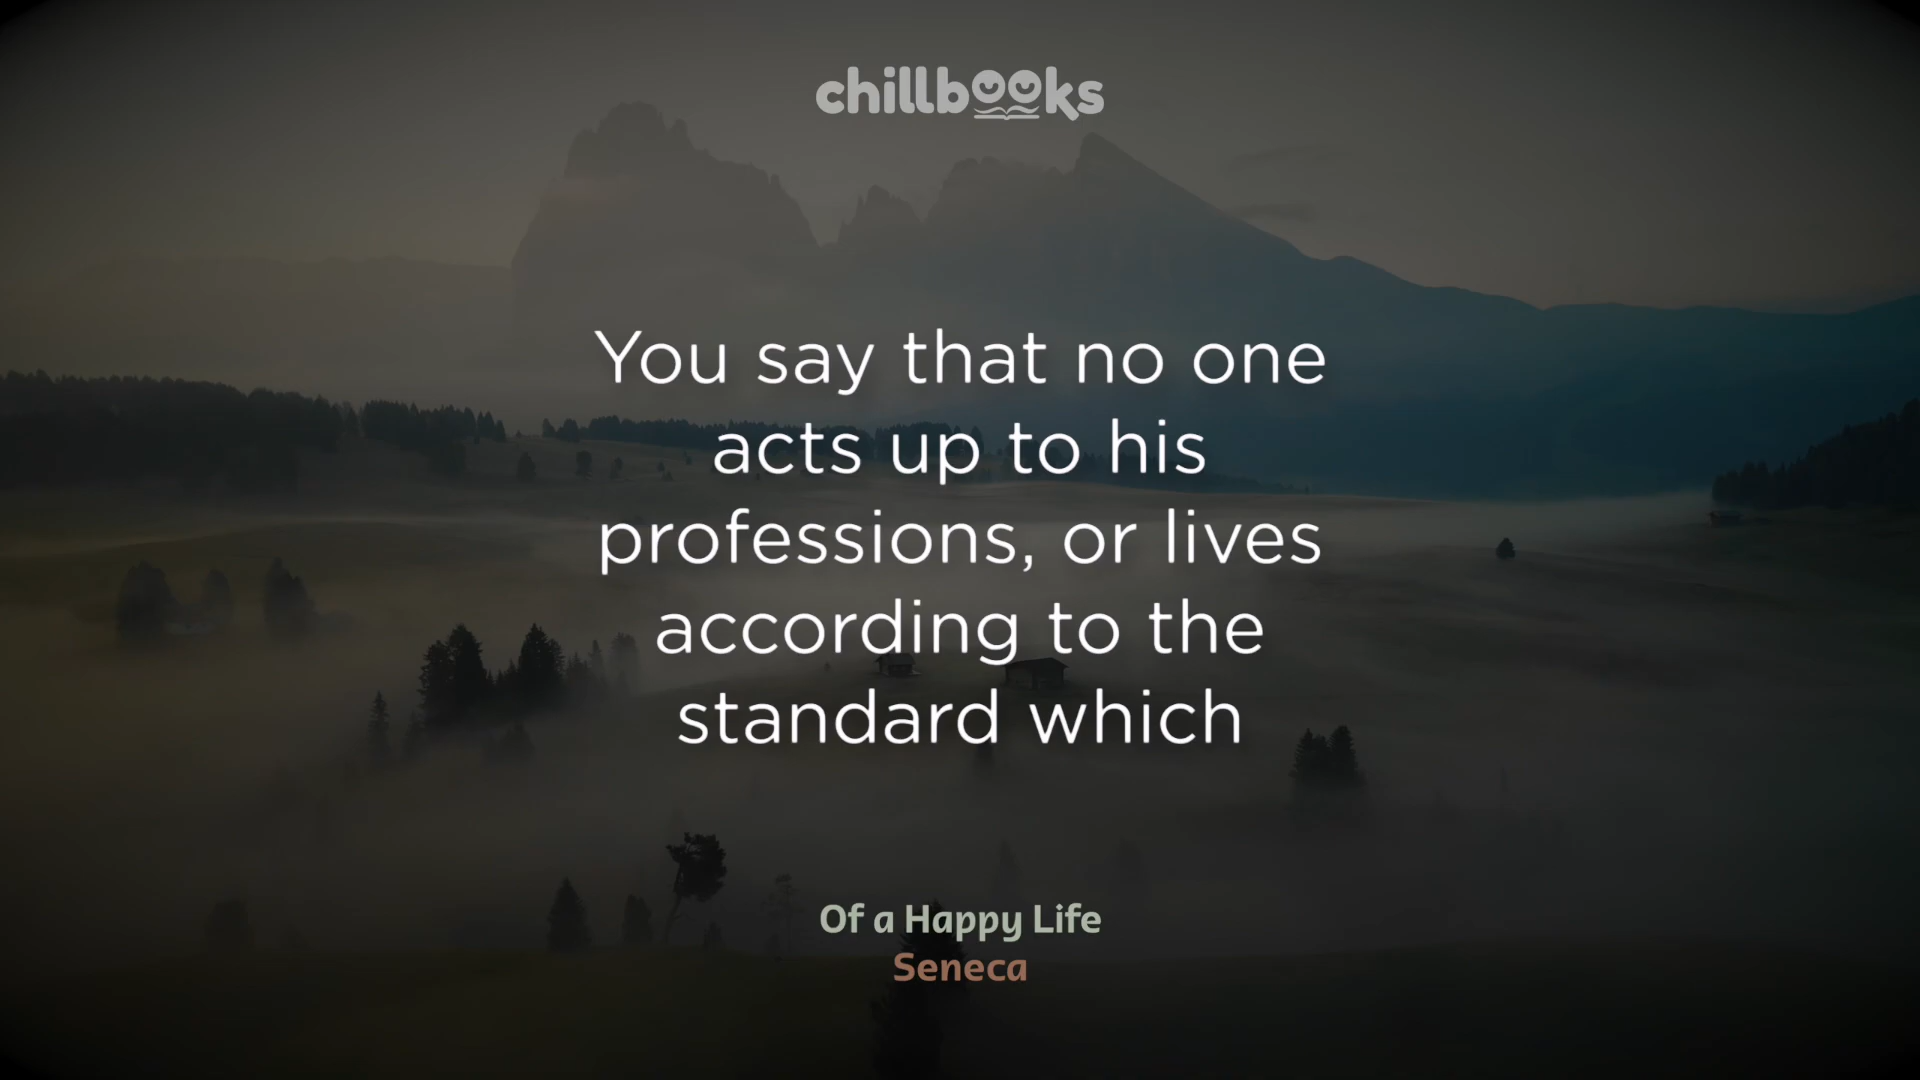 chillbooks
You say that no one
acts up to his
professions, or lives
according to the
standard which
Of a Happy Life
Seneca